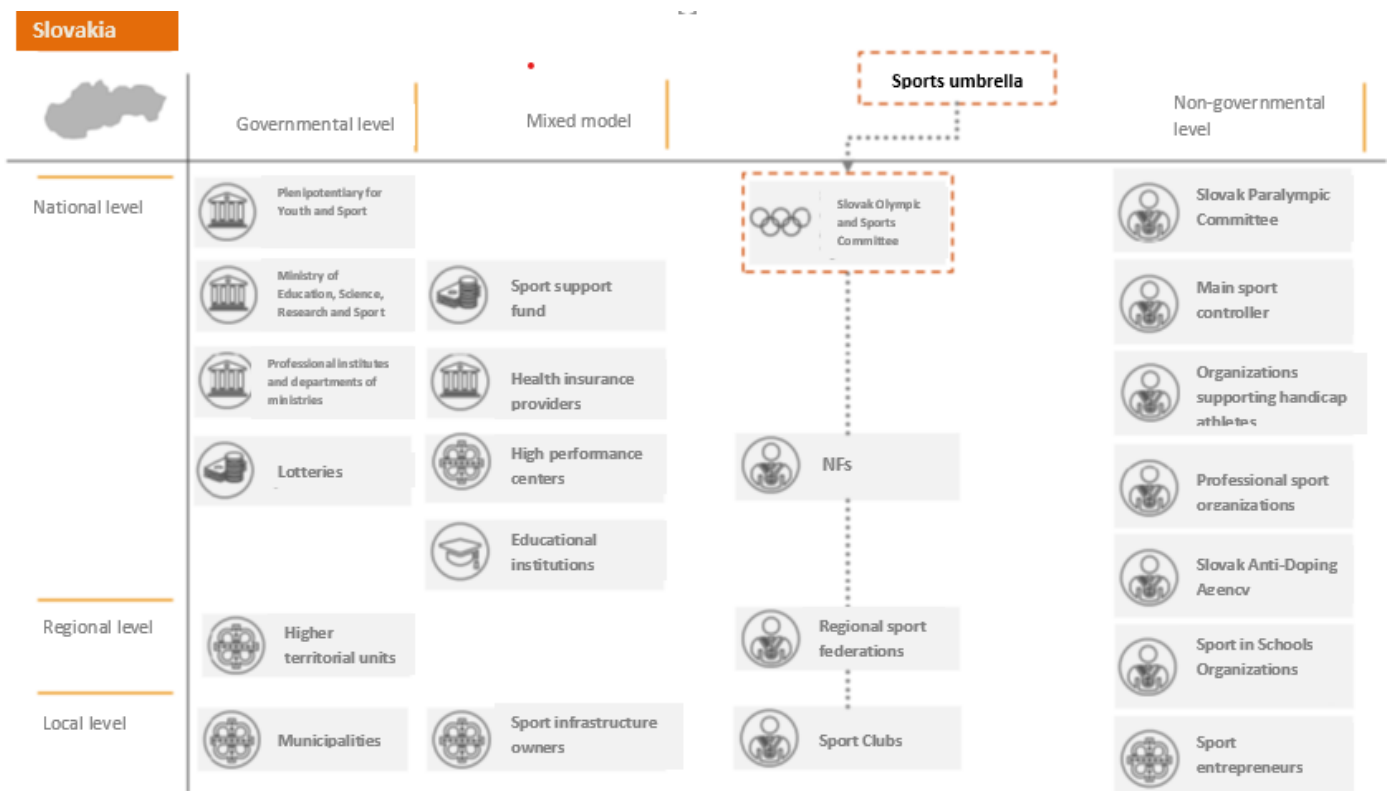 Slovakia
Sports umbrella
Governmental level
Mixed model
Non-governmental
level
National level
Plenipotentiary for
Youth and Sport
Slovak Olympic
and Sports
Committee
Slovak Paralympic
Committee
Ministry of
Education, Science,
Research and Sport
Sport support
fund
Main sport
controller
Professional institutes
and departments of
ministries
Health insurance
providers
Organizations
supporting handicap
athletes
Lotteries
High performance
centers
NFs
Professional sport
organizations
Educational
institutions
Slovak Anti-Doping
Agency
Regional level
Higher
territorial units
Regional sport
federations
Sport in Schools
Organizations
Local level
Municipalities
Sport infrastructure
owners
Sport Clubs
Sport
entrepreneurs